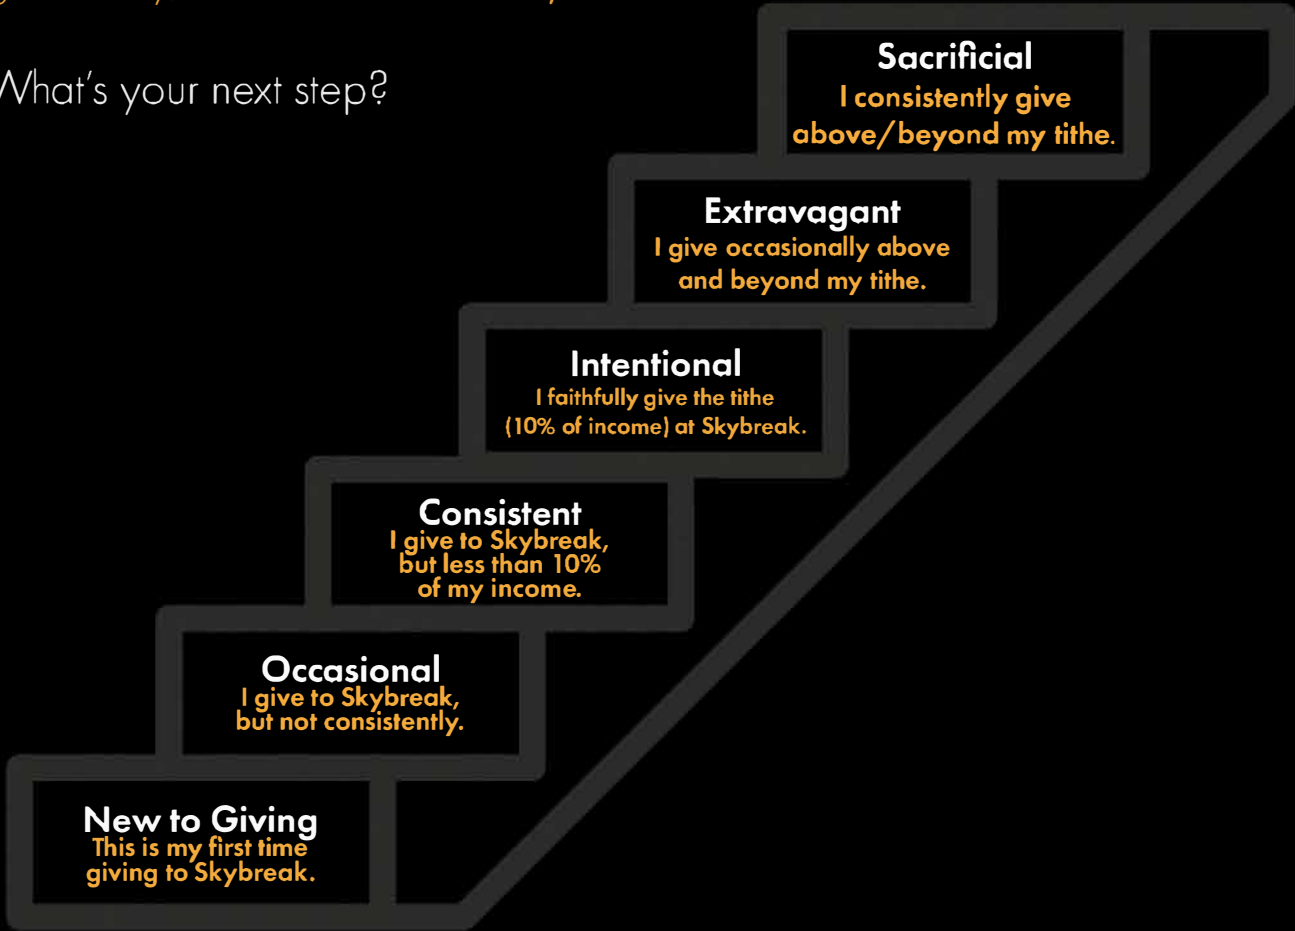 What's your next step?
Sacrificial
I consistently give
above/beyond my tithe.
Extravagant
I give occasionally above
and beyond my tithe.
Intentional
I faithfully give the tithe
(10% of income) at Skybreak.
Consistent
I give to Skybreak,
but less than 10%
of my income.
Occasional
I give to Skybreak,
but not consistently.
New to Giving
This is my first time
giving to Skybreak.